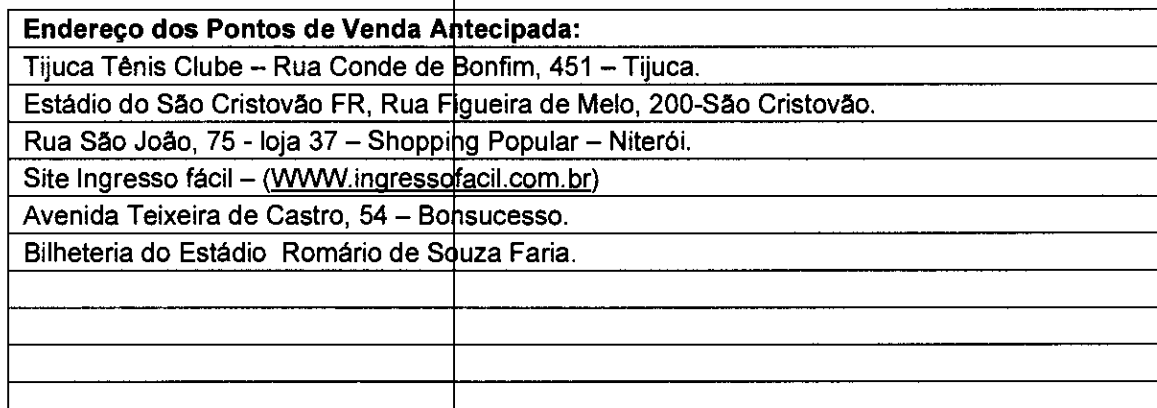 Endereço dos Pontos de Venda Antecipada:
Tijuca Tênis Clube – Rua Conde de Bonfim, 451 – Tijuca.
Estádio do São Cristovão FR, Rua Figueira de Melo, 200-São Cristovão.
Rua São João, 75 - loja 37 – Shopping Popular – Niterói.
Site Ingresso fácil – (WWW.ingressofacil.com.br)
Avenida Teixeira de Castro, 54 – Bonsucesso.
Bilheteria do Estádio Romário de Souza Faria.